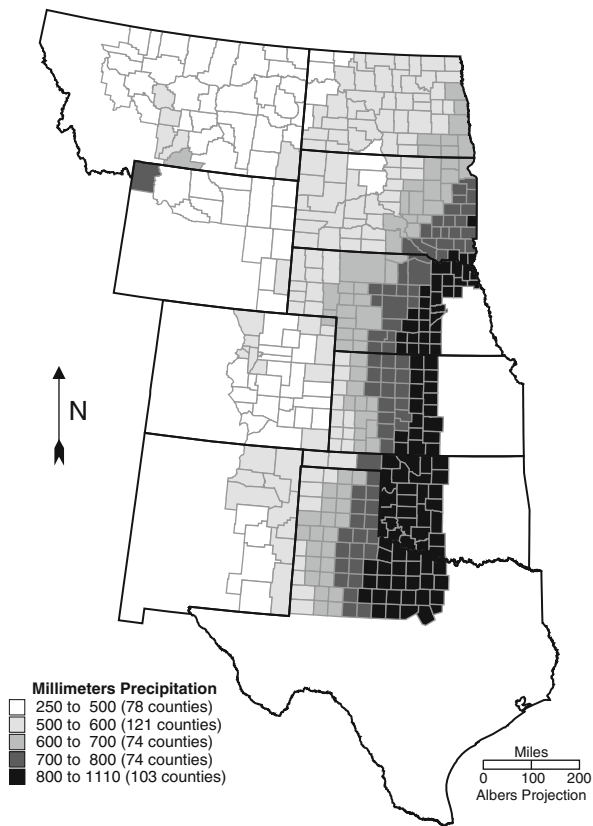 N
Millimeters Precipitation
250 to 500 (78 counties)
500 to 600 (121 counties)
600 to 700 (74 counties)
700 to 800 (74 counties)
800 to 1110 (103 counties)
Miles
0 100 200
Albers Projection